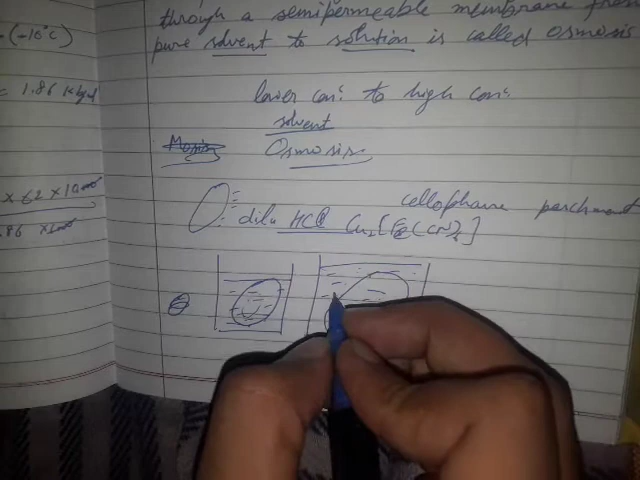 (-10°C)
= 1.86 K kg
x 62 x 1000
.86 x 1000
through a semipermeable membrane from
pure solvent to solution is called osmosis
lower con: to high con:
solvent
Osmosis
cellophane parchment
dilu HCl Cu₂[Fe(CN)₆]